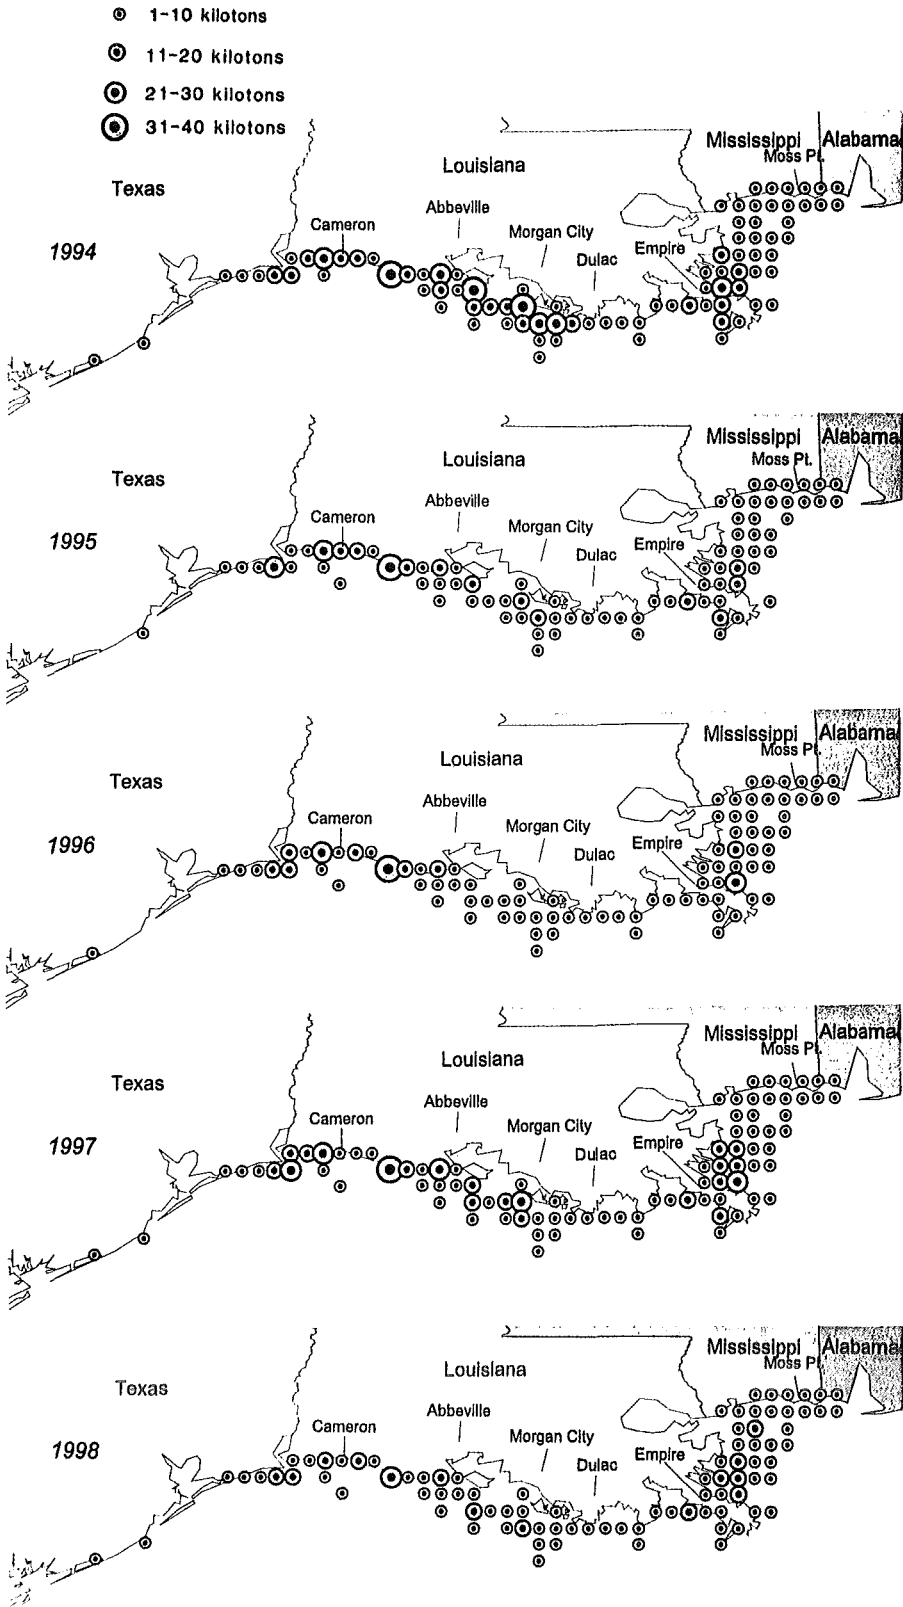 1-10 kilotons
11-20 kilotons
21-30 kilotons
31-40 kilotons
Mississippi Alabama
Moss Pt.
Louisiana
Texas
Abbeville
Cameron
Morgan City
Empire
Dulac
1994
Mississippi Alabama
Moss Pt.
Louisiana
Texas
Abbeville
Cameron
Morgan City
Empire
Dulac
1995
Mississippi Alabama
Moss Pt.
Louisiana
Texas
Abbeville
Cameron
Morgan City
Empire
Dulac
1996
Mississippi Alabama
Moss Pt.
Louisiana
Texas
Abbeville
Cameron
Morgan City
Empire
Dulac
1997
Mississippi Alabama
Moss Pt.
Louisiana
Texas
Abbeville
Cameron
Morgan City
Empire
Dulac
1998